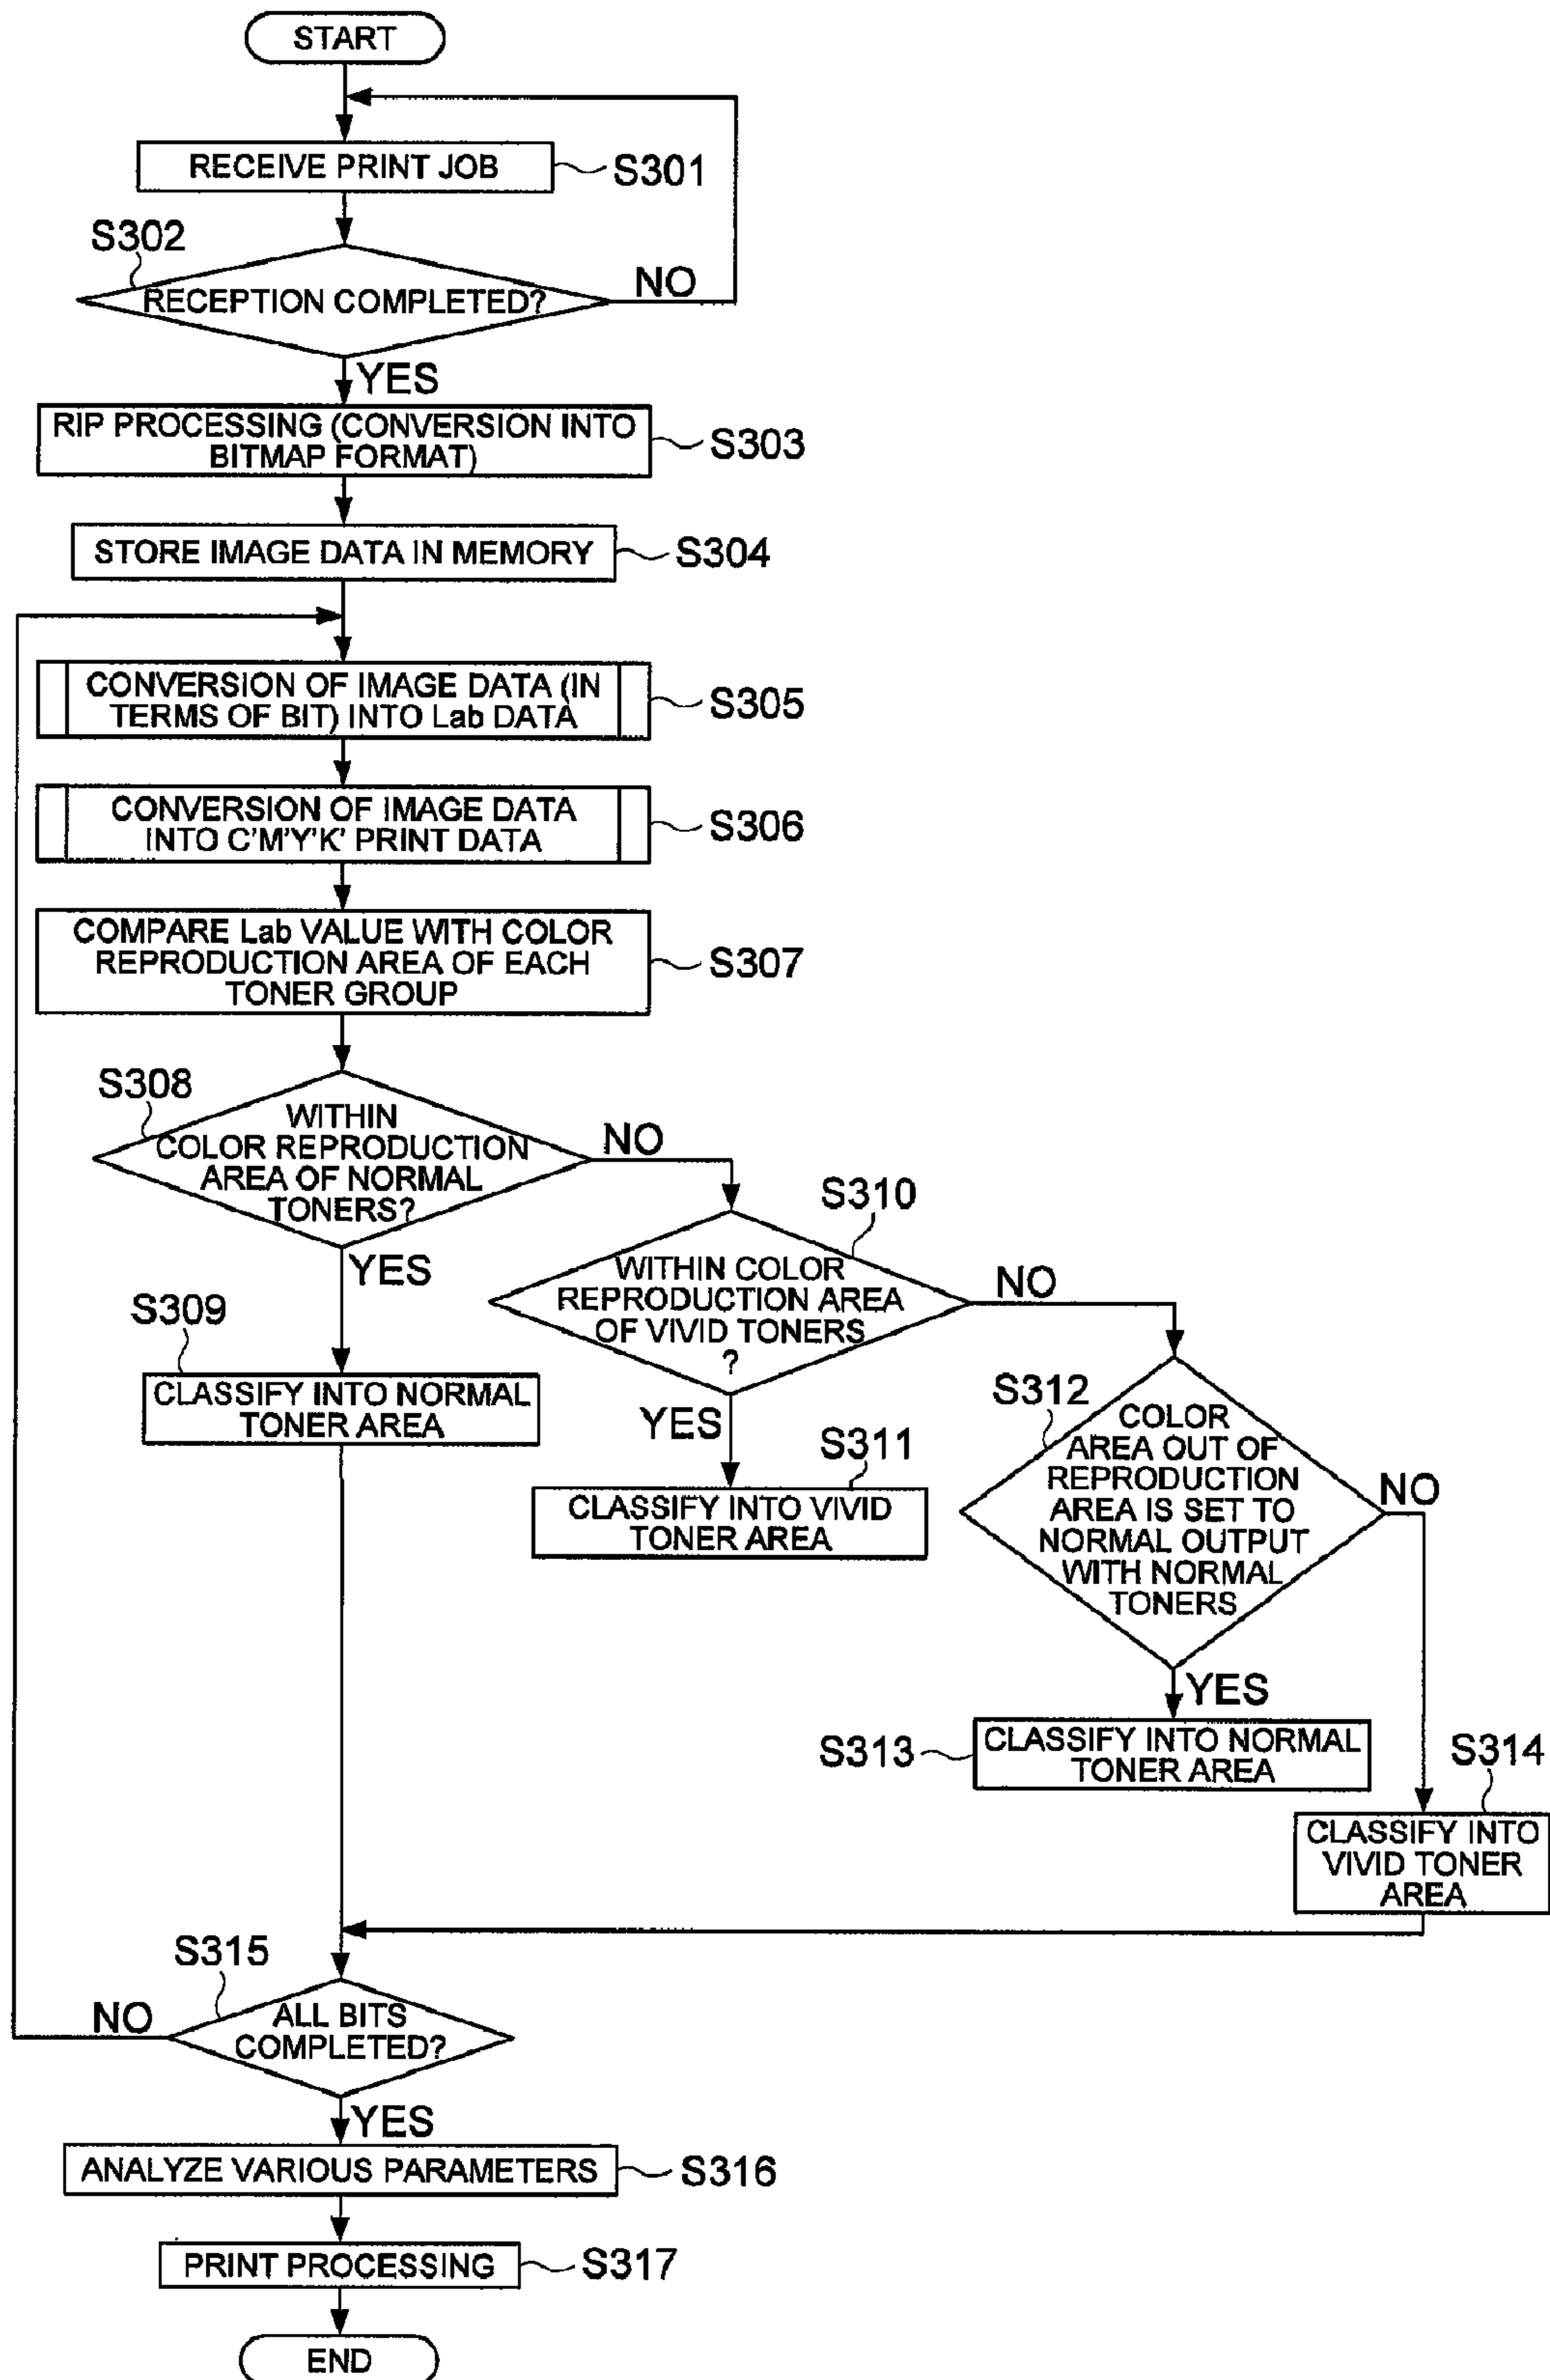 START
RECEIVE PRINT JOB
S301
S302
RECEPTION COMPLETED?
NO
YES
RIP PROCESSING (CONVERSION INTO
BITMAP FORMAT)
S303
STORE IMAGE DATA IN MEMORY
S304
CONVERSION OF IMAGE DATA (IN
TERMS OF BIT) INTO Lab DATA
S305
CONVERSION OF IMAGE DATA
INTO C'M'Y'K' PRINT DATA
S306
COMPARE Lab VALUE WITH COLOR
REPRODUCTION AREA OF EACH
TONER GROUP
S307
S308
WITHIN
COLOR REPRODUCTION
AREA OF NORMAL
TONERS?
NO
YES
S309
CLASSIFY INTO NORMAL
TONER AREA
S310
WITHIN COLOR
REPRODUCTION AREA
OF VIVID TONERS
?
NO
YES
S311
CLASSIFY INTO VIVID
TONER AREA
S312
COLOR
AREA OUT OF
REPRODUCTION
AREA IS SET TO
NORMAL OUTPUT
WITH NORMAL
TONERS
NO
YES
S313
CLASSIFY INTO NORMAL
TONER AREA
S314
CLASSIFY INTO
VIVID TONER
AREA
S315
ALL BITS
COMPLETED?
NO
YES
ANALYZE VARIOUS PARAMETERS
S316
PRINT PROCESSING
S317
END